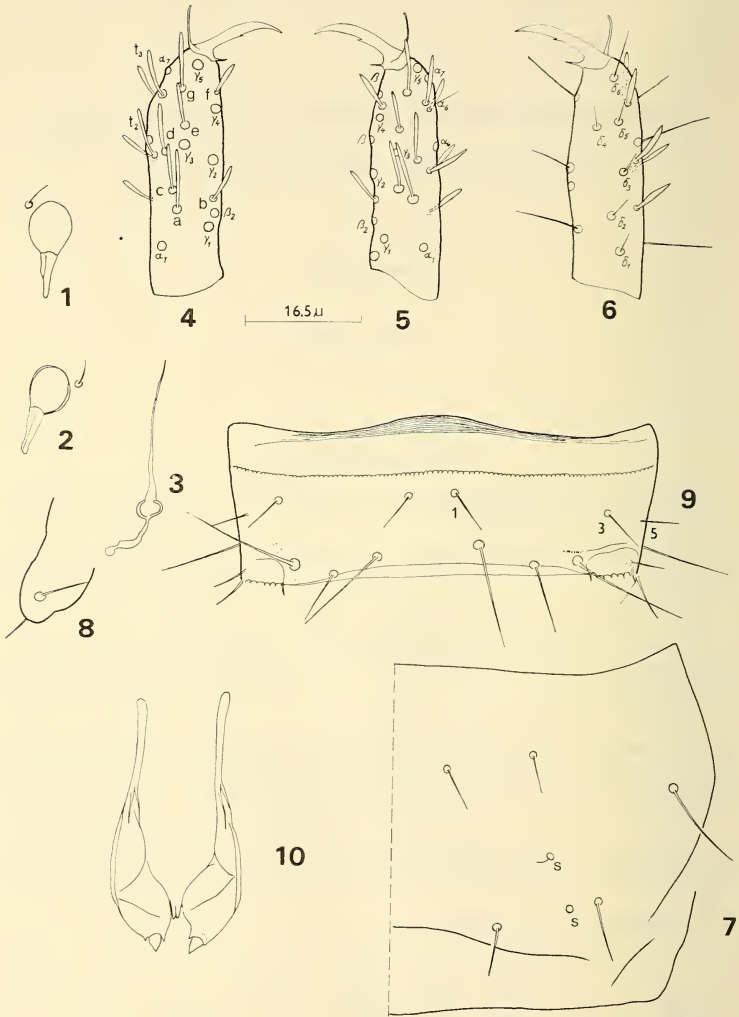 t₃ α₇ γ₅
g f
γ₄
t₂ d e
γ₃ γ₂
c b
a β₂
γ₁
α₁
4
β γ₅ α₇
α₆
γ₄
β γ₃ α₄
γ₂
β₂
γ₁ α₁
5
δ₆
δ₄ δ₅
δ₃
δ₂
δ₁
6
1
16.5μ
2
3
8
1 3 5
9
10
s
s
7